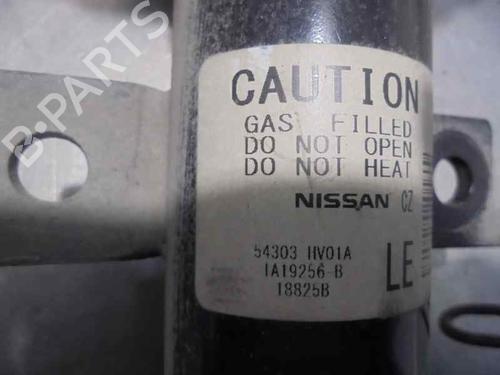 B-PARTS
CAUTION
GAS FILLED
DO NOT OPEN
DO NOT HEAT
NISSAN CZ
54303 HV01A
1A19256-B LE
18825B